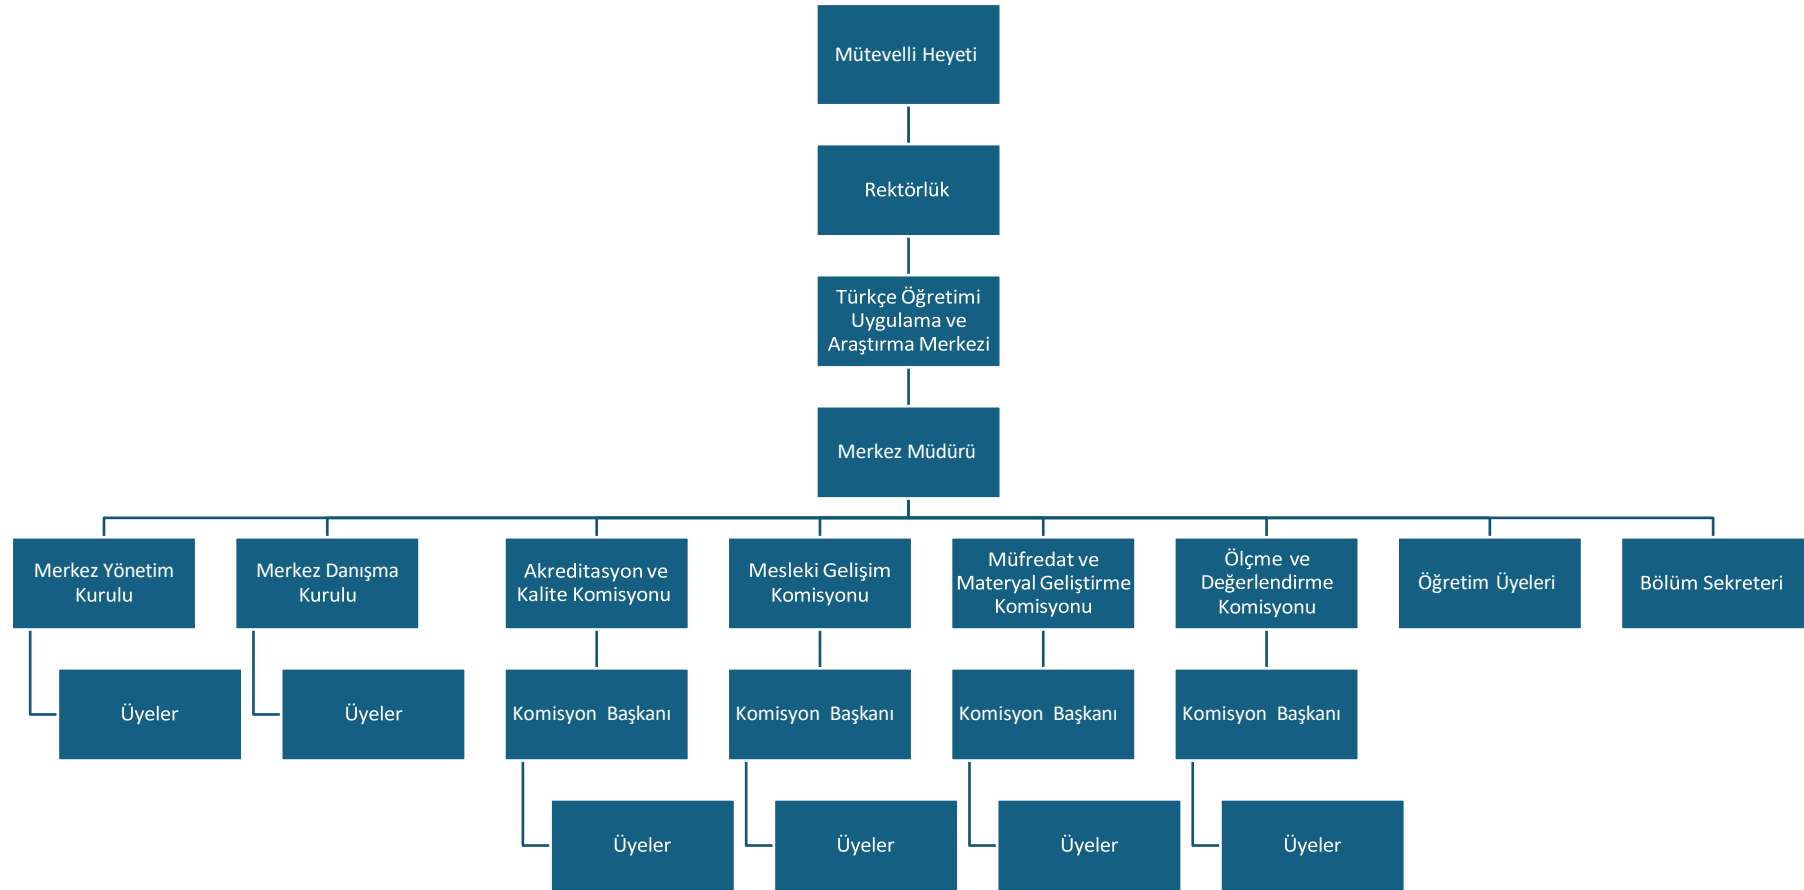 Mütevelli Heyeti
Rektörlük
Türkçe Öğretimi
Uygulama ve
Araştırma Merkezi
Merkez Müdürü
Merkez Yönetim
Kurulu
Merkez Danışma
Kurulu
Akreditasyon ve
Kalite Komisyonu
Mesleki Gelişim
Komisyonu
Müfredat ve
Materyal Geliştirme
Komisyonu
Ölçme ve
Değerlendirme
Komisyonu
Öğretim Üyeleri
Bölüm Sekreteri
Üyeler
Üyeler
Komisyon Başkanı
Komisyon Başkanı
Komisyon Başkanı
Komisyon Başkanı
Üyeler
Üyeler
Üyeler
Üyeler